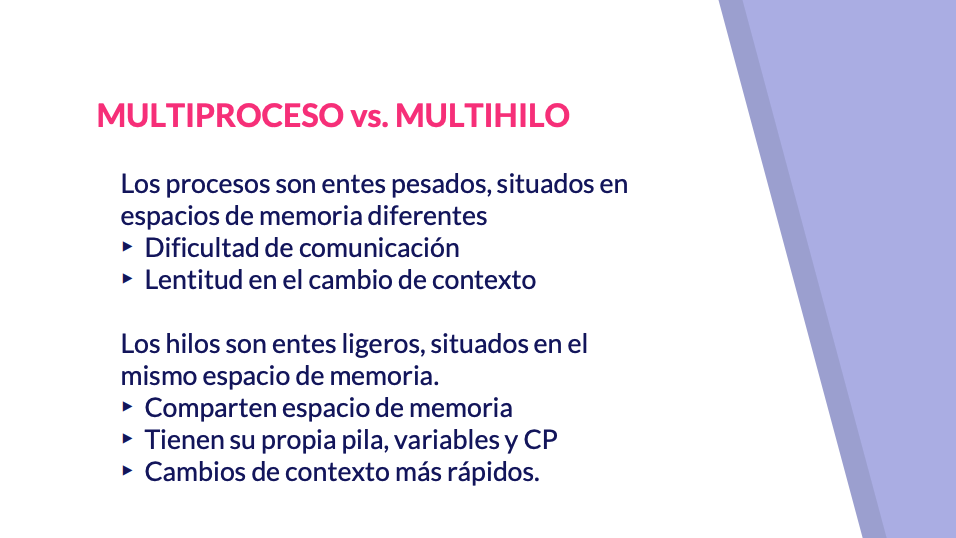 MULTIPROCESO vs. MULTIHILO
Los procesos son entes pesados, situados en
espacios de memoria diferentes
‣ Dificultad de comunicación
‣ Lentitud en el cambio de contexto
Los hilos son entes ligeros, situados en el
mismo espacio de memoria.
‣ Comparten espacio de memoria
‣ Tienen su propia pila, variables y CP
‣ Cambios de contexto más rápidos.